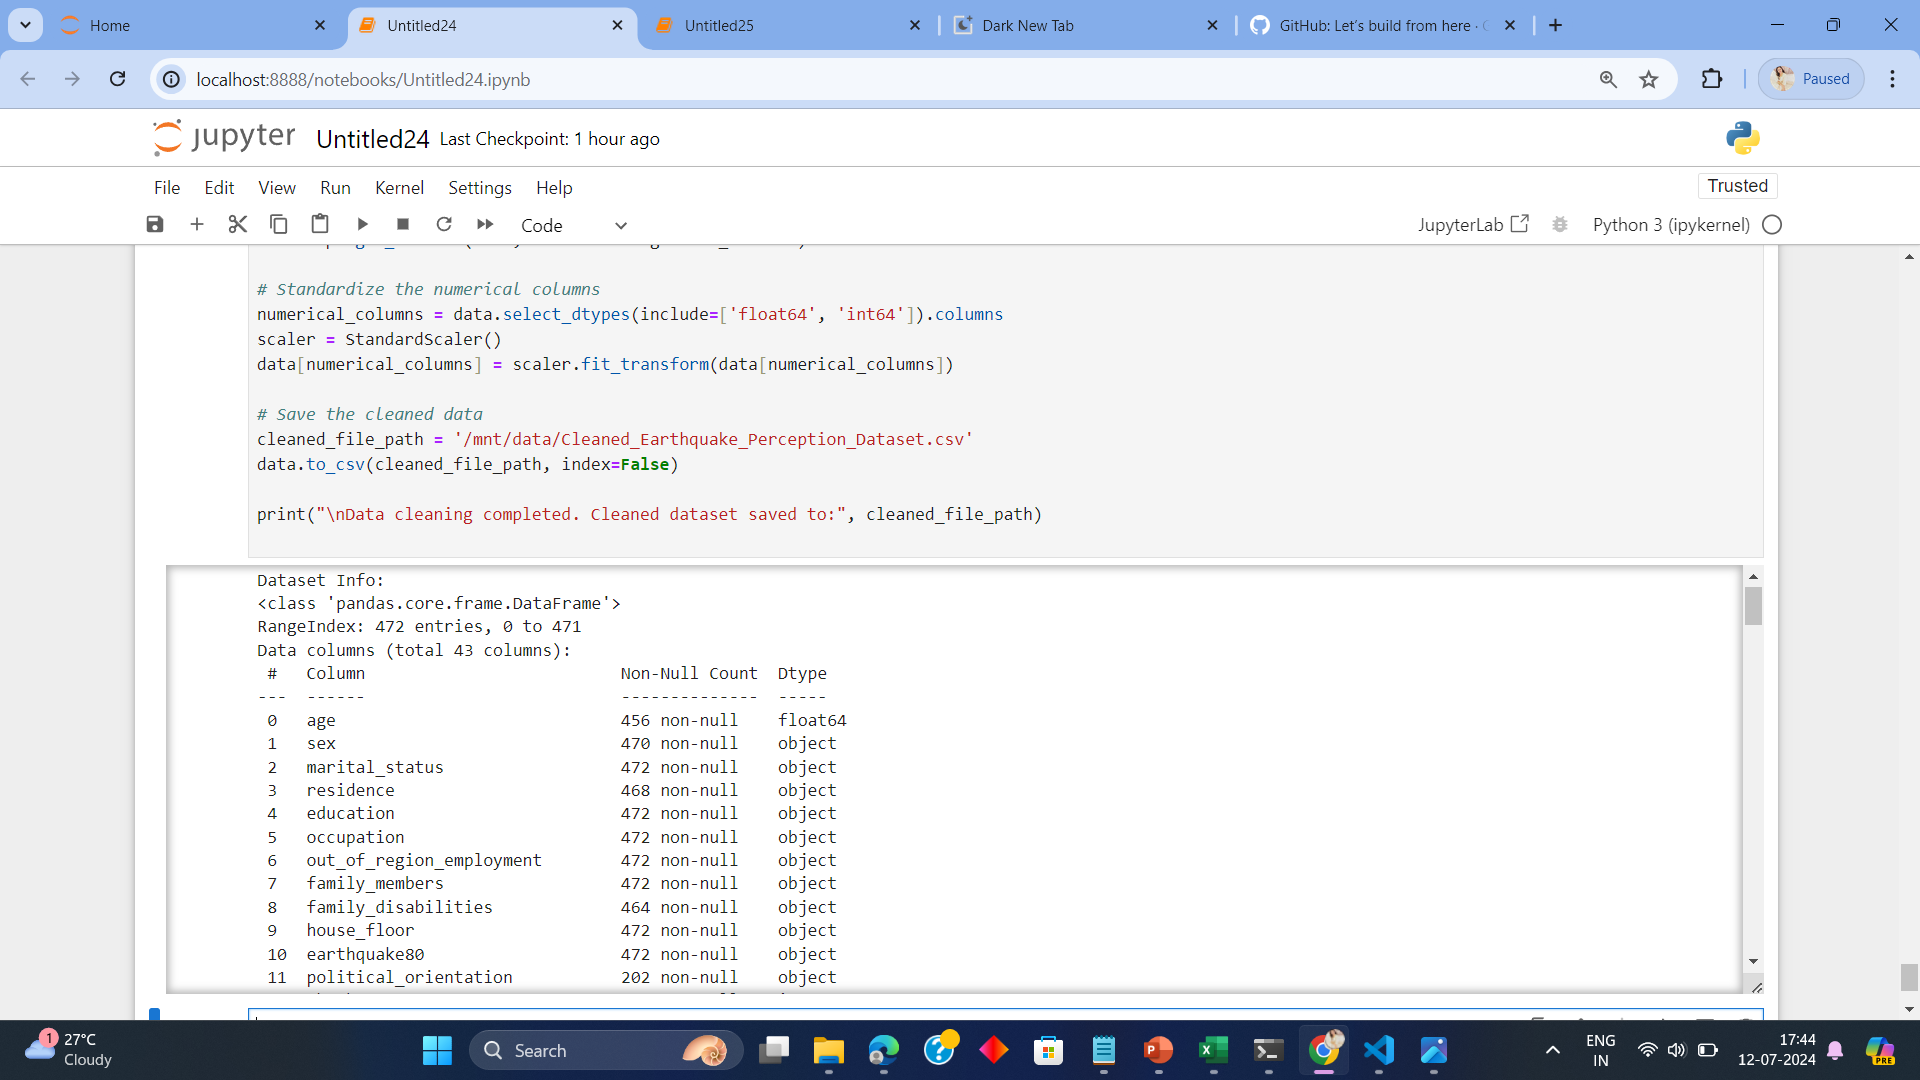 Home
Untitled24
Untitled25
Dark New Tab
GitHub: Let's build from here ·
localhost:8888/notebooks/Untitled24.ipynb
Paused
jupyter Untitled24 Last Checkpoint: 1 hour ago
File Edit View Run Kernel Settings Help
Trusted
Code
JupyterLab
Python 3 (ipykernel)
# Standardize the numerical columns
numerical_columns = data.select_dtypes(include=['float64', 'int64']).columns
scaler = StandardScaler()
data[numerical_columns] = scaler.fit_transform(data[numerical_columns])
# Save the cleaned data
cleaned_file_path = '/mnt/data/Cleaned_Earthquake_Perception_Dataset.csv'
data.to_csv(cleaned_file_path, index=False)
print("\nData cleaning completed. Cleaned dataset saved to:", cleaned_file_path)
Dataset Info:
<class 'pandas.core.frame.DataFrame'>
RangeIndex: 472 entries, 0 to 471
Data columns (total 43 columns):
# Column Non-Null Count Dtype
--- ------ -------------- -----
0 age 456 non-null float64
1 sex 470 non-null object
2 marital_status 472 non-null object
3 residence 468 non-null object
4 education 472 non-null object
5 occupation 472 non-null object
6 out_of_region_employment 472 non-null object
7 family_members 472 non-null object
8 family_disabilities 464 non-null object
9 house_floor 472 non-null object
10 earthquake80 472 non-null object
11 political_orientation 202 non-null object
1
27°C
Cloudy
Search
ENG
IN
17:44
12-07-2024
PRE